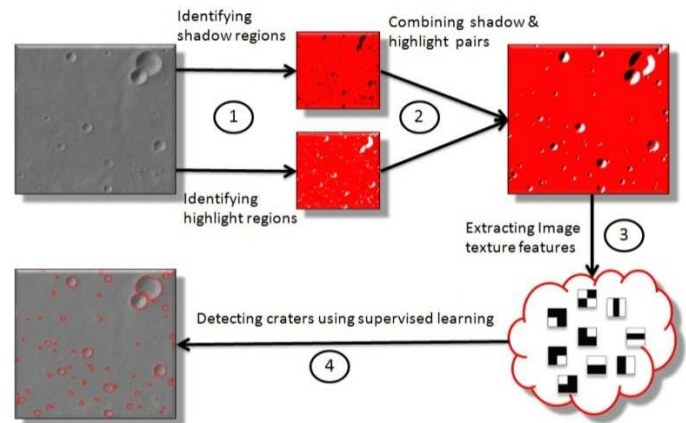 Identifying
shadow regions
Combining shadow &
highlight pairs
1
2
Identifying
highlight regions
Extracting Image
texture features
3
Detecting craters using supervised learning
4